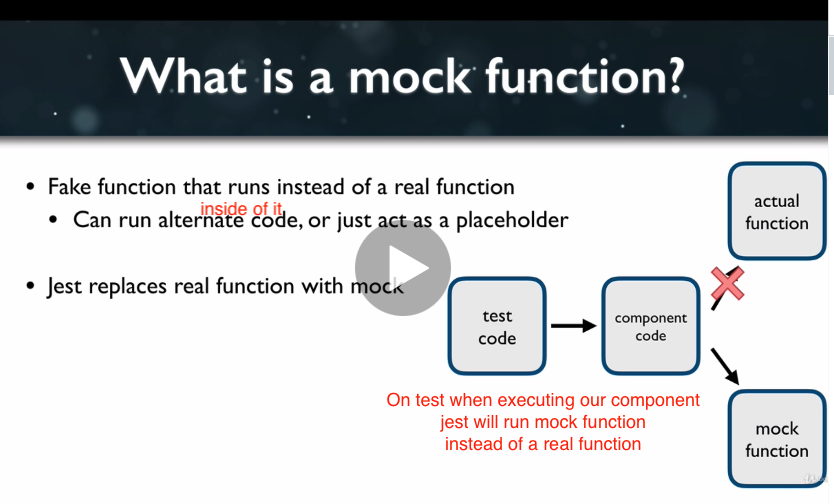 What is a mock function?
• Fake function that runs instead of a real function
inside of it
• Can run alternate code, or just act as a placeholder
• Jest replaces real function with mock
actual
function
test
code
component
code
On test when executing our component
jest will run mock function
instead of a real function
mock
function